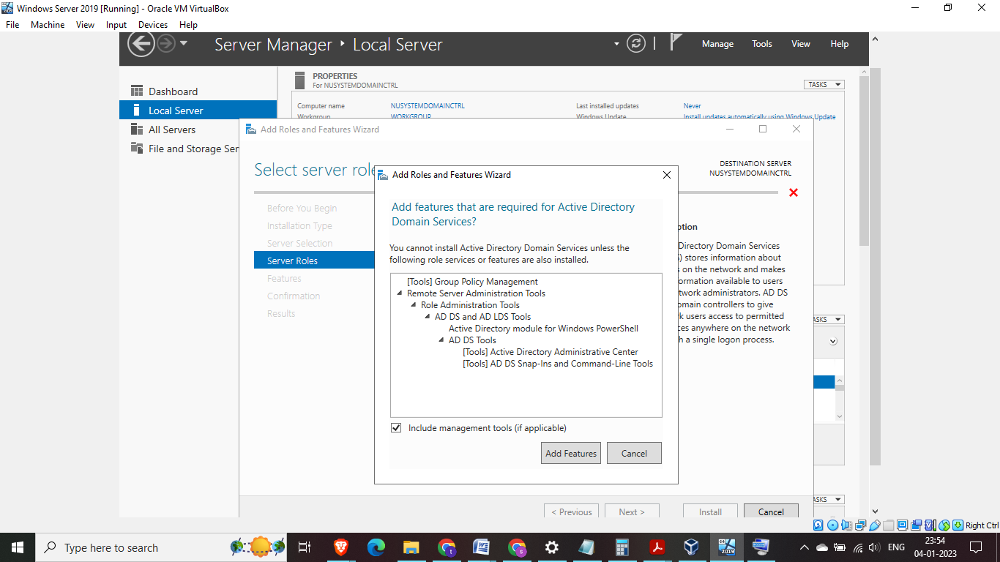 Windows Server 2019 [Running] - Oracle VM VirtualBox
File Machine View Input Devices Help
Server Manager ‣ Local Server
Manage Tools View Help
Dashboard
Local Server
All Servers
File and Storage Ser
PROPERTIES
For NUSYSTEMDOMAINCTRL
TASKS
Computer name NUSYSTEMDOMAINCTRL Last installed updates Never
Workgroup WORKGROUP Windows Update Install updates automatically using Windows Update
Add Roles and Features Wizard
Select server role
DESTINATION SERVER
NUSYSTEMDOMAINCTRL
Before You Begin
Installation Type
Server Selection
Server Roles
Features
Confirmation
Results
Add Roles and Features Wizard
Add features that are required for Active Directory
Domain Services?
You cannot install Active Directory Domain Services unless the
following role services or features are also installed.
[Tools] Group Policy Management
Remote Server Administration Tools
Role Administration Tools
AD DS and AD LDS Tools
Active Directory module for Windows PowerShell
AD DS Tools
[Tools] Active Directory Administrative Center
[Tools] AD DS Snap-Ins and Command-Line Tools
Include management tools (if applicable)
Add Features Cancel
ption
Directory Domain Services
) stores information about
s on the network and makes
ormation available to users
twork administrators. AD DS
omain controllers to give
k users access to permitted
ces anywhere on the network
h a single logon process.
ASKS
ASKS
< Previous Next > Install Cancel
Right Ctrl
Type here to search
ENG
23:54
04-01-2023
2019